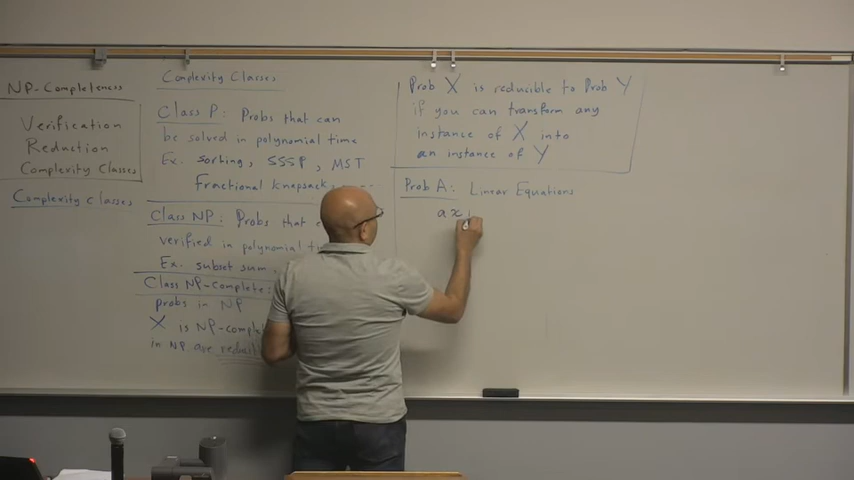 NP-Completeness
Verification
Reduction
Complexity Classes
Complexity classes
Complexity Classes
Class P: Probs that can
be solved in polynomial time
Ex. sorting, SSSP, MST
Fractional Knapsack,
Class NP: Probs that
verified in polynomial
Ex. subset sum
Class NP-Complete:
probs in NP
X is NP-comp
in NP are reducib
Prob X is reducible to Prob Y
if you can transform any
instance of X into
an instance of Y
Prob A: Linear Equations
ax